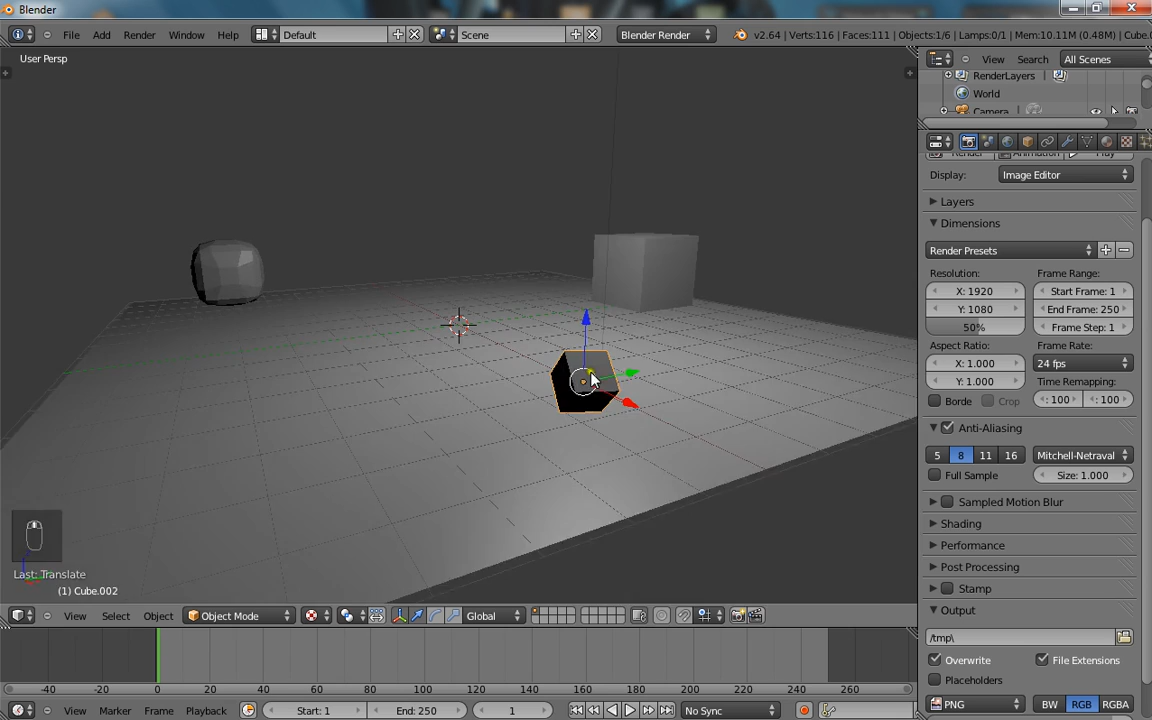 Blender
File Add Render Window Help Default Scene Blender Render v2.64 | Verts:116 | Faces:111 | Objects:1/6 | Lamps:0/1 | Mem:10.11M (0.48M) | Cube.0
User Persp
View Search All Scenes
RenderLayers |
World
Camera
Display: Image Editor
Layers
Dimensions
Render Presets
Resolution: Frame Range:
X: 1920 Start Frame: 1
Y: 1080 End Frame: 250
50% Frame Step: 1
Aspect Ratio: Frame Rate:
X: 1.000 24 fps
Y: 1.000 Time Remapping:
Borde Crop : 100 : 100
Anti-Aliasing
5 8 11 16 Mitchell-Netraval
Full Sample Size: 1.000
Sampled Motion Blur
Shading
Performance
Post Processing
Stamp
Output
/tmp\
Overwrite File Extensions
Placeholders
PNG BW RGB RGBA
Last: Translate
(1) Cube.002
View Select Object Object Mode Global
-40 -20 0 20 40 60 80 100 120 140 160 180 200 220 240 260
View Marker Frame Playback Start: 1 End: 250 1 No Sync